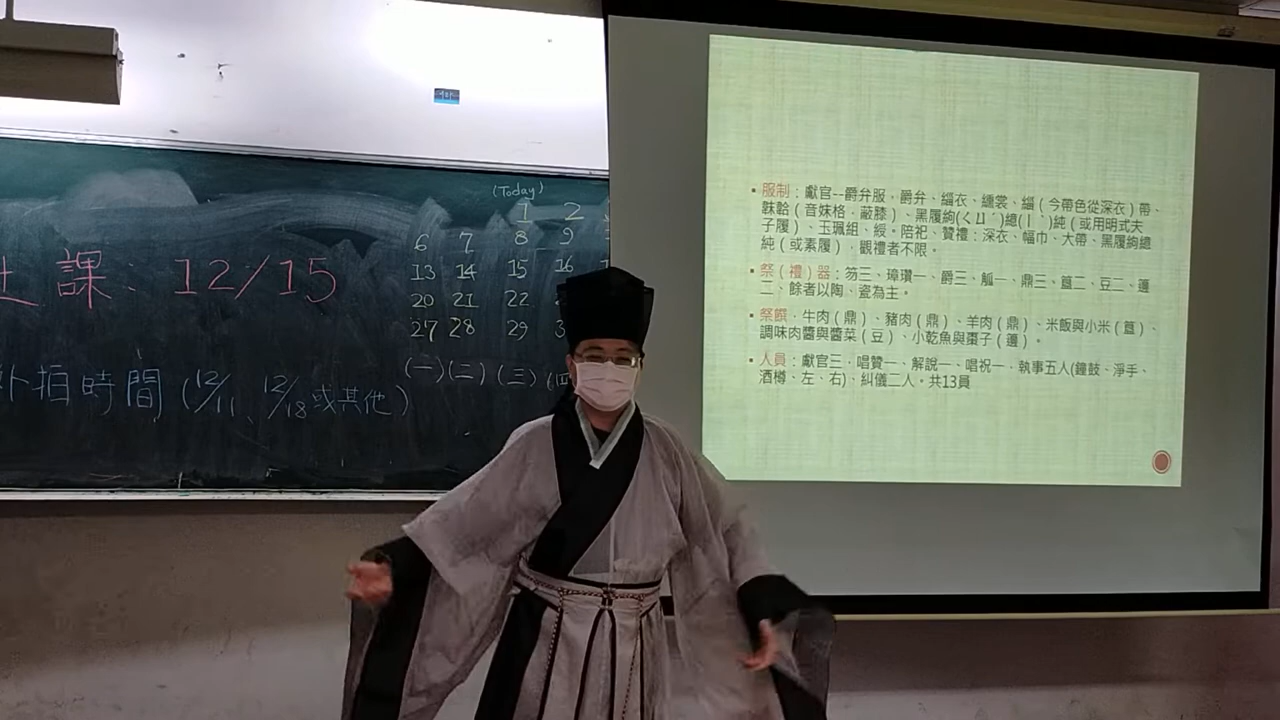 (Today)
1 2
6 7 8 9
13 14 15 16
20 21 22
27 28 29 3
(一)(二)(三)(四
社課：12/15
外拍時間（12/11、12/18或其他）
▪ 服制：獻官--爵弁服，爵弁、緇衣、纁裳、緇（今帶色從深衣）帶、
韎韐（音妹格，蔽膝）、黑履絇(ㄑㄩˊ)繶(ㄧˋ)純（或用明式夫
子履）、玉珮組、綬。陪祀、贊禮：深衣、幅巾、大帶、黑履絇繶
純（或素履），觀禮者不限。
▪ 祭（禮）器：笏三、璋瓚一、爵三、觚一、鼎三、簋二、豆二、籩
二、餘者以陶、瓷為主。
▪ 祭饌，牛肉（鼎）、豬肉（鼎）、羊肉（鼎）、米飯與小米（簋）、
調味肉醬與醬菜（豆）、小乾魚與棗子（籩）。
▪ 人員：獻官三，唱贊一、解說一、唱祝一、執事五人(鐘鼓、淨手、
酒樽、左、右)、糾儀二人。共13員